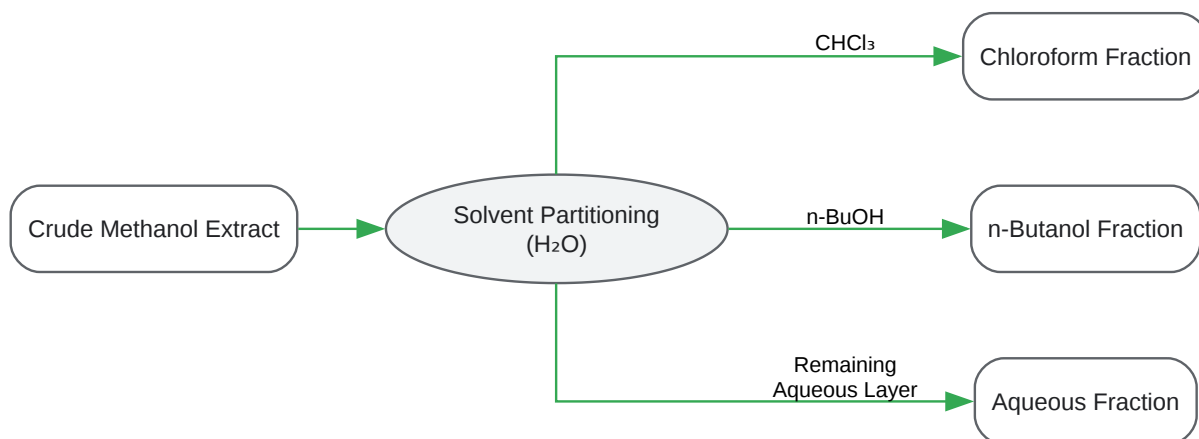 CHCl₃
Chloroform Fraction
Crude Methanol Extract
Solvent Partitioning
(H₂O)
n-BuOH
n-Butanol Fraction
Remaining
Aqueous Layer
Aqueous Fraction